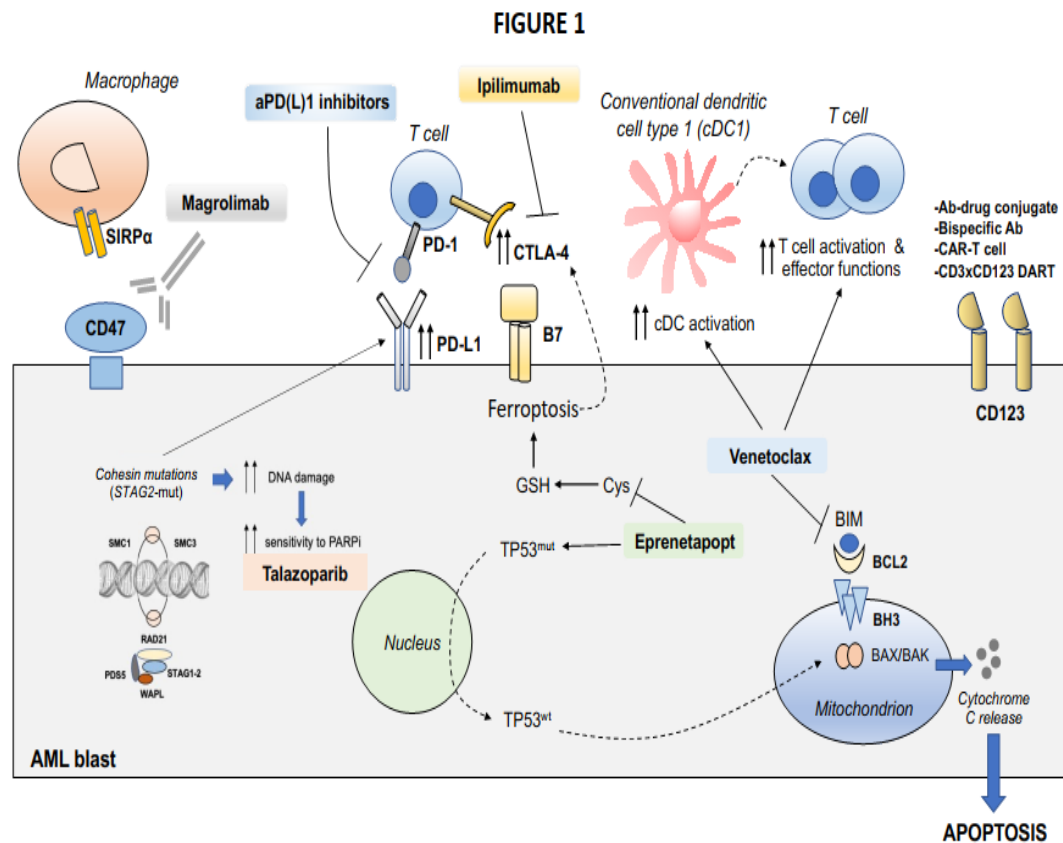 FIGURE 1
Macrophage
SIRPα
Magrolimab
CD47
aPD(L)1 inhibitors
T cell
PD-1
PD-L1
Ipilimumab
CTLA-4
B7
Conventional dendritic
cell type 1 (cDC1)
cDC activation
T cell
T cell activation &
effector functions
-Ab-drug conjugate
-Bispecific Ab
-CAR-T cell
-CD3xCD123 DART
CD123
Ferroptosis
GSH
Cys
Eprenetapopt
TP53mut
Nucleus
TP53wt
Venetoclax
BIM
BCL2
BH3
BAX/BAK
Mitochondrion
Cytochrome
C release
APOPTOSIS
Cohesin mutations
(STAG2-mut)
DNA damage
sensitivity to PARPi
Talazoparib
SMC1
SMC3
RAD21
PDS5
STAG1-2
WAPL
AML blast